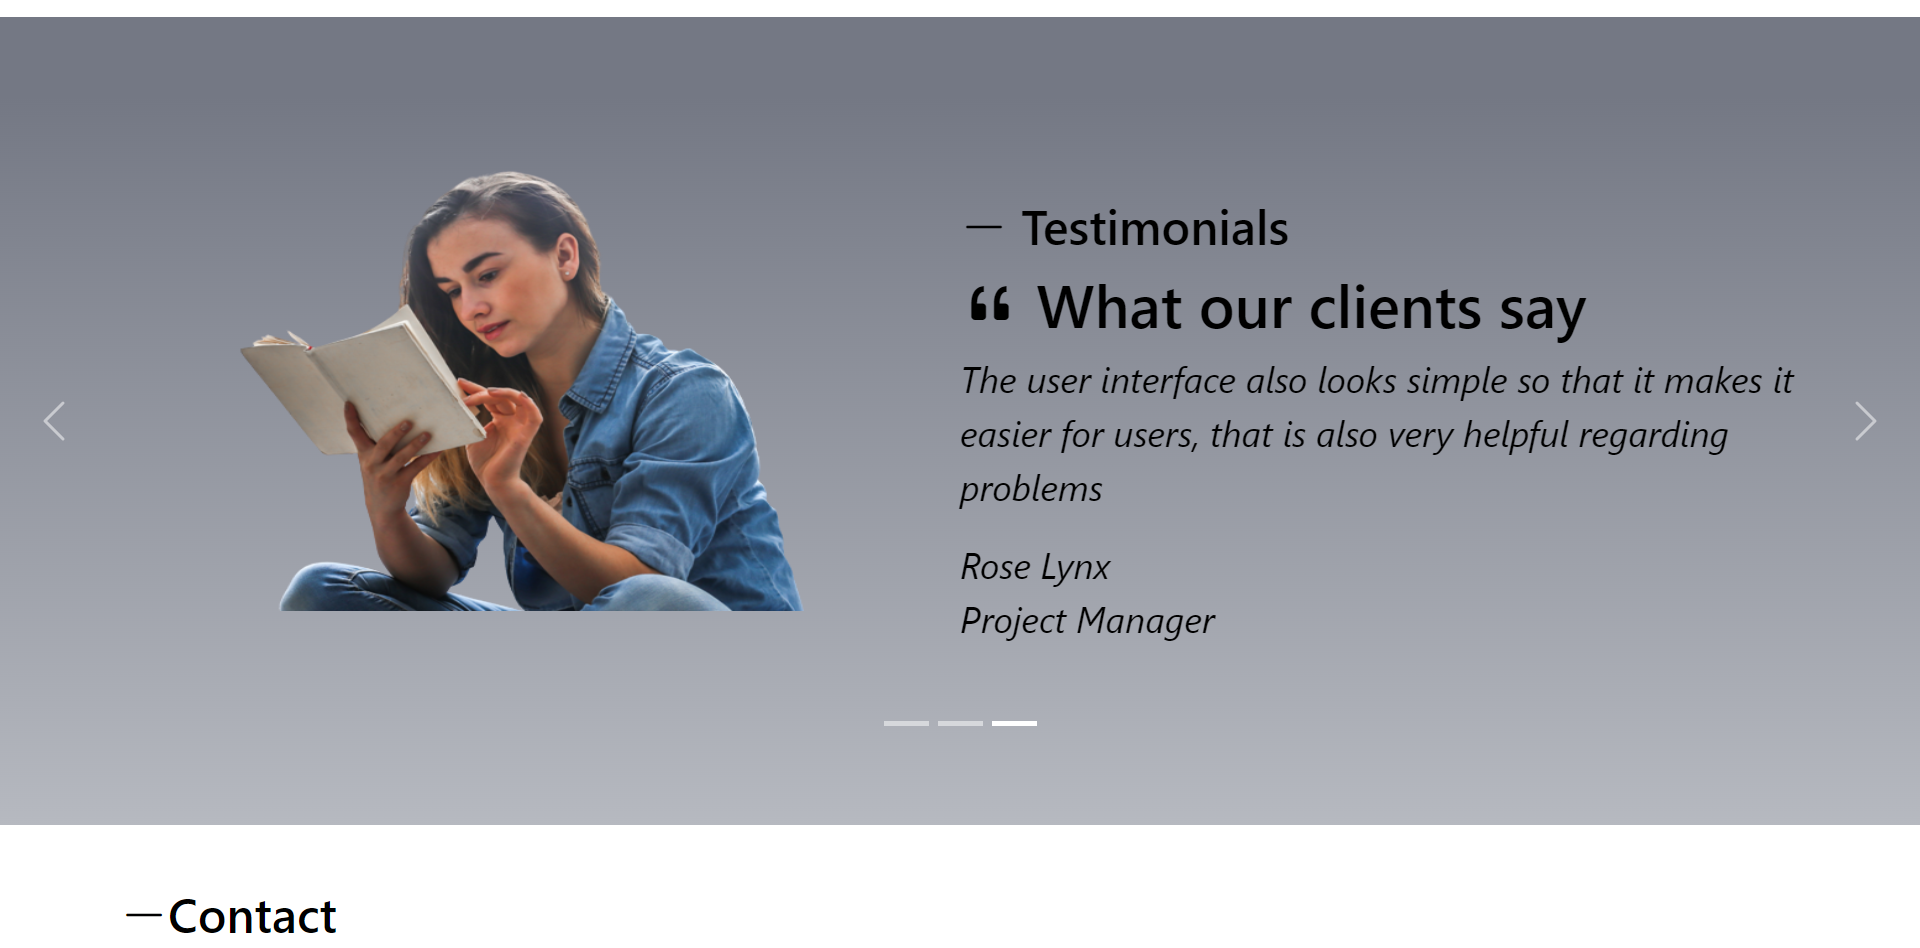 — Testimonials
“ What our clients say
The user interface also looks simple so that it makes it
easier for users, that is also very helpful regarding
problems
Rose Lynx
Project Manager
—Contact